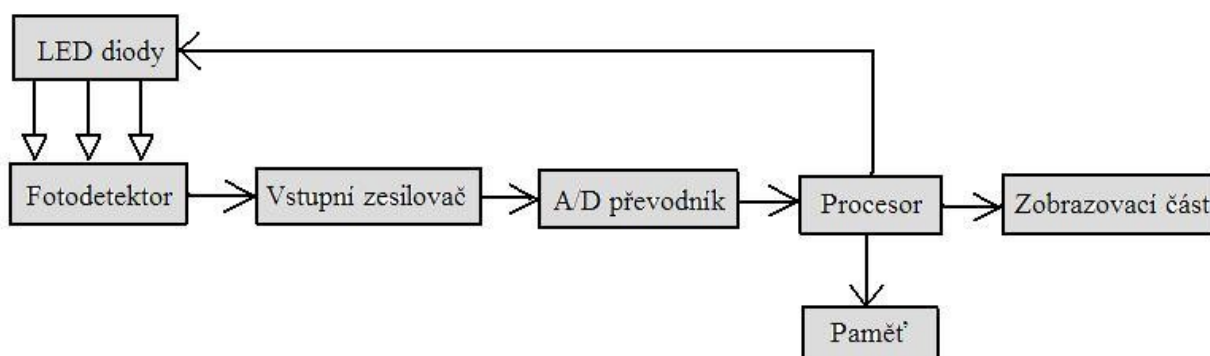 LED diody
Fotodetektor
Vstupní zesilovač
A/D převodník
Procesor
Zobrazovací část
Paměť